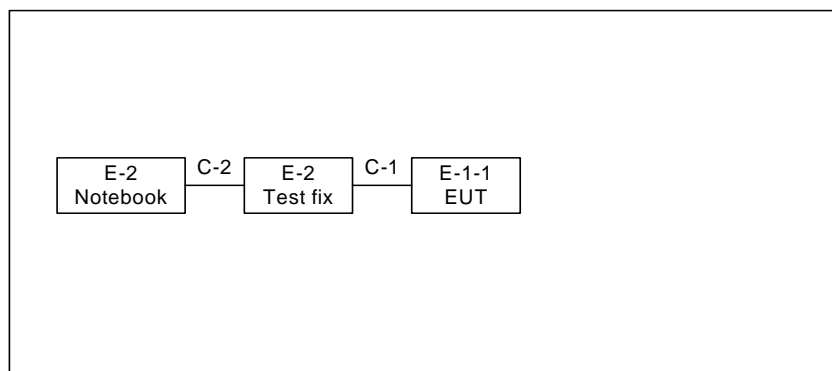 E-2
Notebook
C-2
E-2
Test fix
C-1
E-1-1
EUT